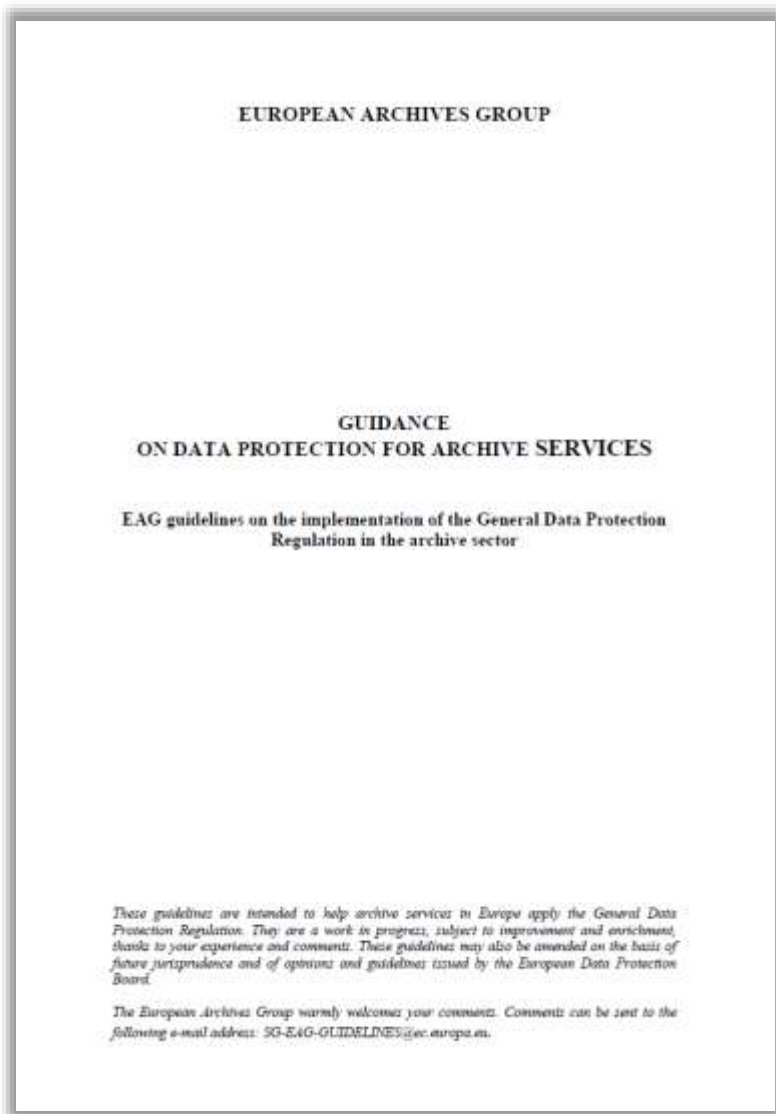 EUROPEAN ARCHIVES GROUP
GUIDANCE
ON DATA PROTECTION FOR ARCHIVE SERVICES
EAG guidelines on the implementation of the General Data Protection
Regulation in the archive sector
These guidelines are intended to help archive services in Europe apply the General Data
Protection Regulation. They are a work in progress, subject to improvement and enrichment,
thanks to your experience and comments. These guidelines may also be amended on the basis of
future jurisprudence and of opinions and guidelines issued by the European Data Protection
Board.
The European Archives Group warmly welcomes your comments. Comments can be sent to the
following e-mail address: SG-EAG-GUIDELINES@ec.europa.eu.